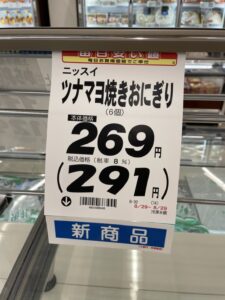 ニッスイ
ツナマヨ焼きおにぎり
(6個)
本体価格
269円
税込価格(税率 8%)
(291円)
新商品